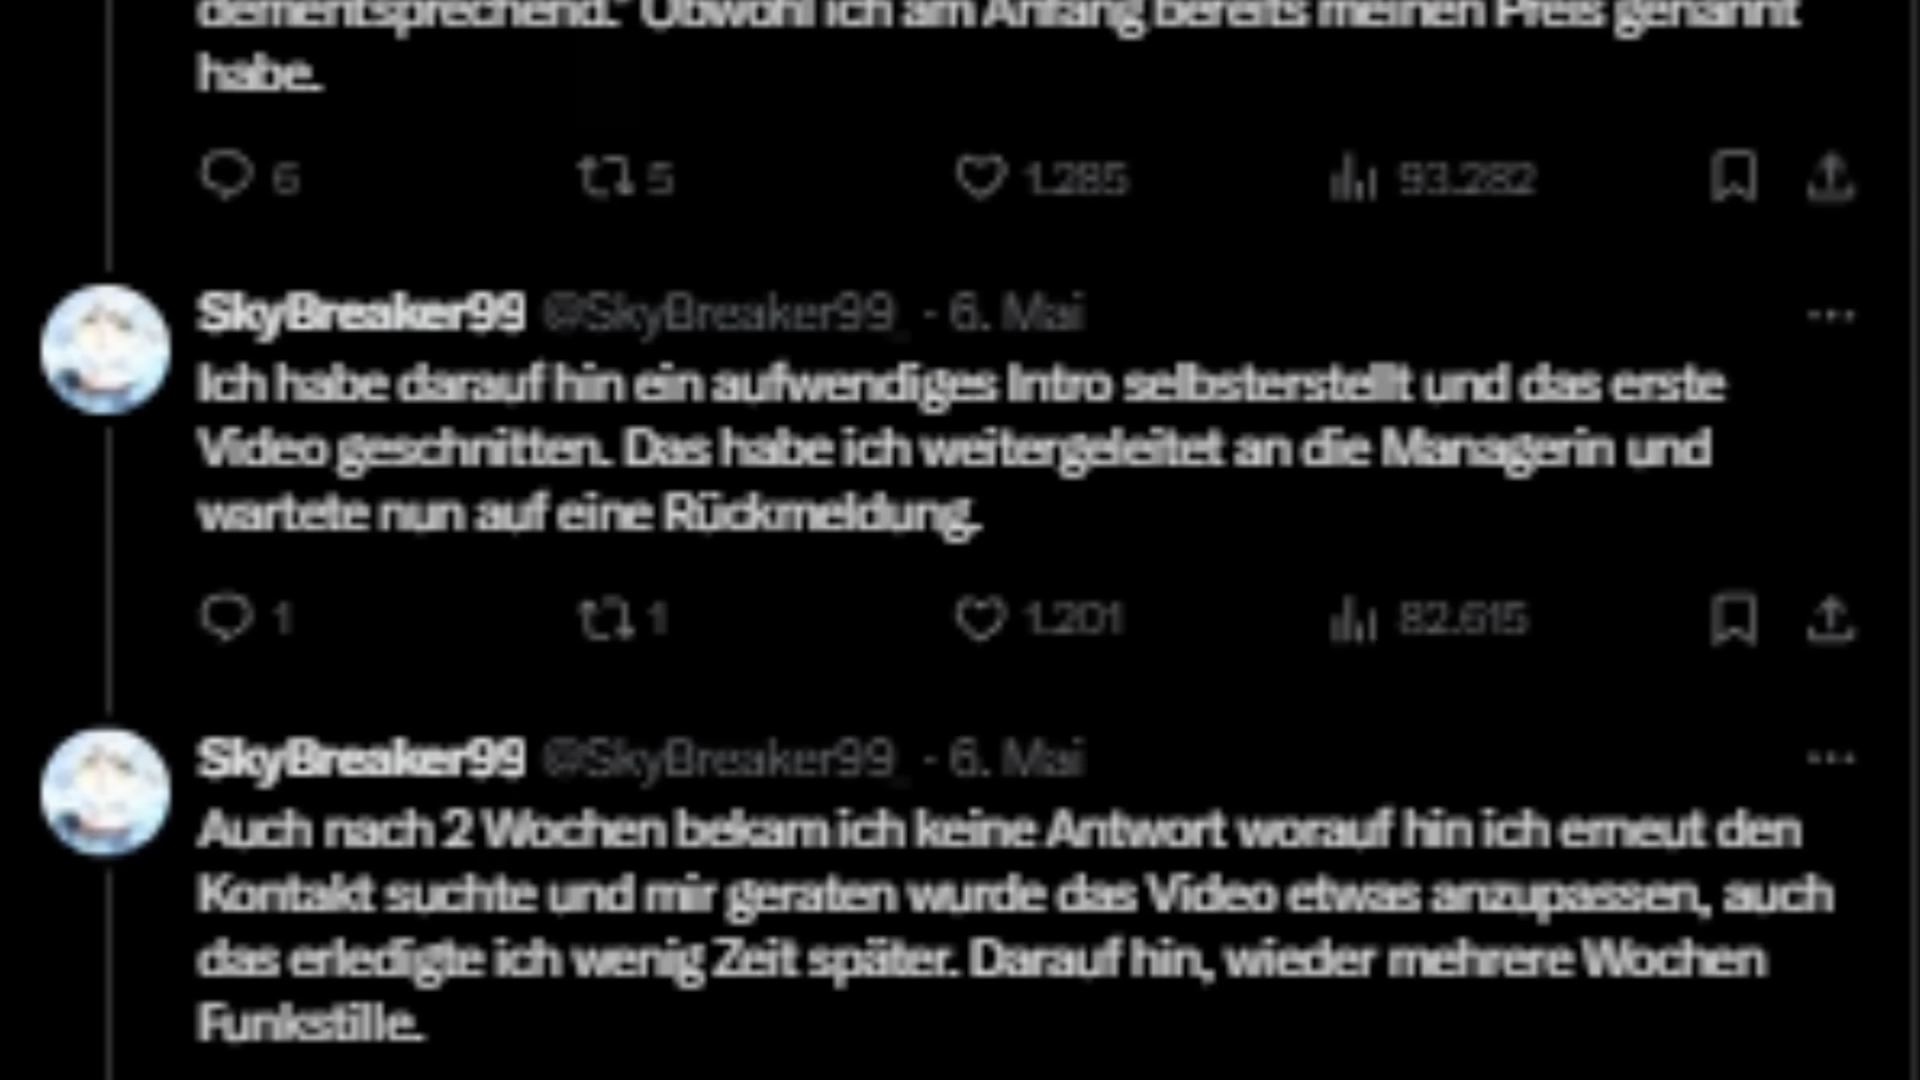 dementsprechend." Obwohl ich am Anfang bereits meinen Preis genannt
habe.
6 5 1.285 93.282
SkyBreaker99 @SkyBreaker99_ · 6. Mai
Ich habe darauf hin ein aufwendiges Intro selbsterstellt und das erste
Video geschnitten. Das habe ich weitergeleitet an die Managerin und
wartete nun auf eine Rückmeldung.
1 1 1.201 82.615
SkyBreaker99 @SkyBreaker99_ · 6. Mai
Auch nach 2 Wochen bekam ich keine Antwort worauf hin ich erneut den
Kontakt suchte und mir geraten wurde das Video etwas anzupassen, auch
das erledigte ich wenig Zeit später. Darauf hin, wieder mehrere Wochen
Funkstille.